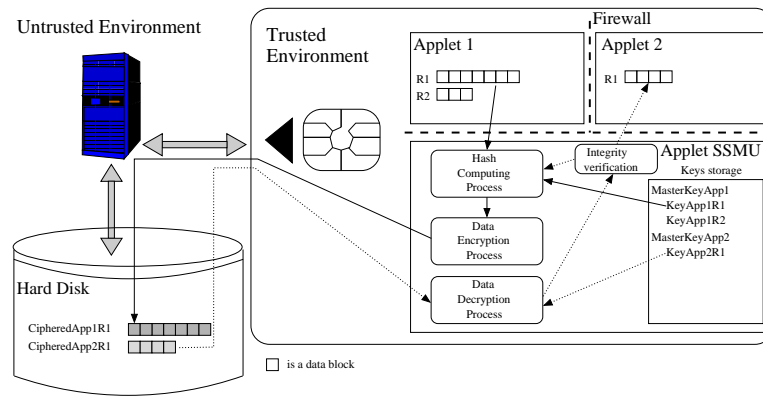 Untrusted Environment
Trusted
Environment
Firewall
Applet 1
Applet 2
R1
R2
R1
Applet SSMU
Hash
Computing
Process
Integrity
verification
Keys storage
MasterKeyApp1
KeyApp1R1
KeyApp1R2
MasterKeyApp2
KeyApp2R1
Data
Encryption
Process
Data
Decryption
Process
Hard Disk
CipheredApp1R1
CipheredApp2R1
is a data block